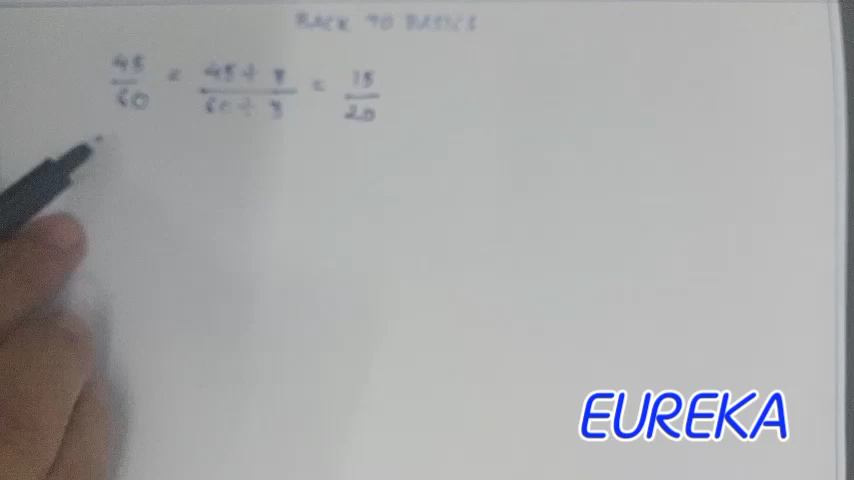 BACK TO BASICS
45/60 = 45 ÷ 3/60 ÷ 3 = 15/20
EUREKA